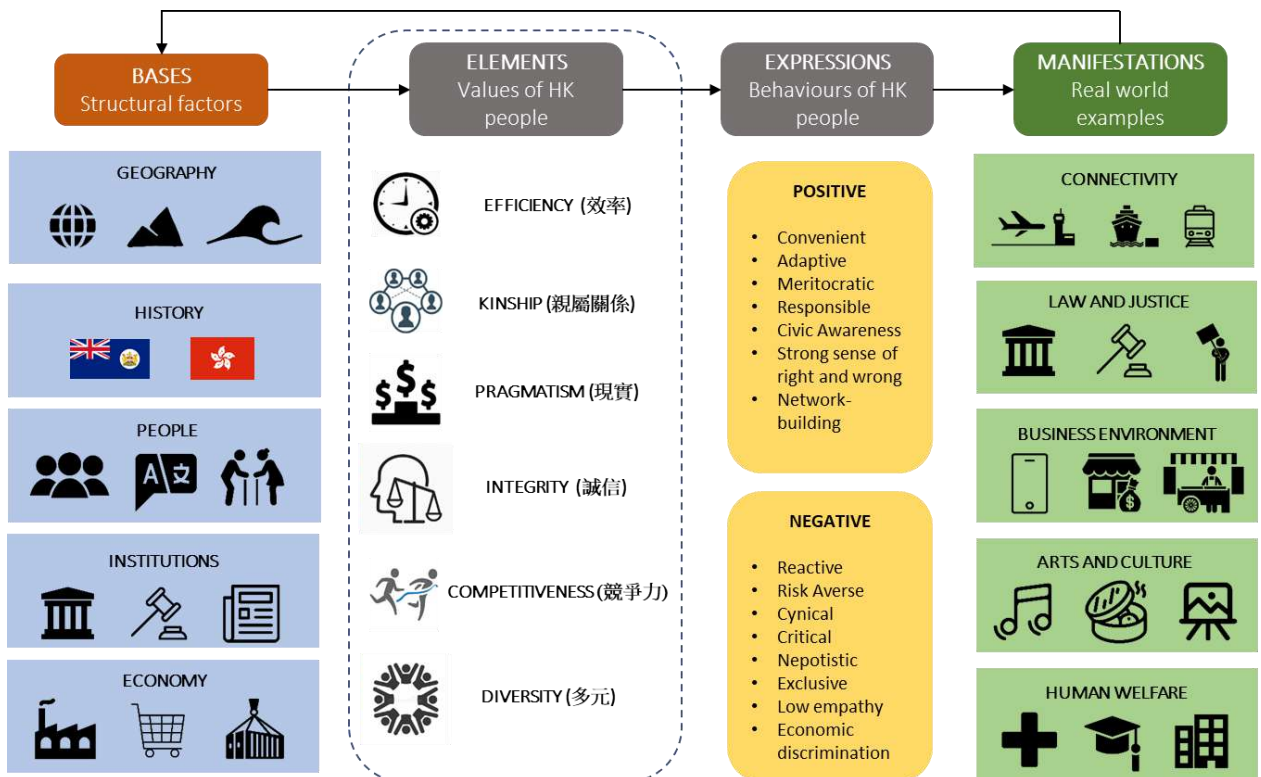 BASES
Structural factors
ELEMENTS
Values of HK
people
EXPRESSIONS
Behaviours of HK
people
MANIFESTATIONS
Real world
examples
GEOGRAPHY
HISTORY
PEOPLE
A 文
INSTITUTIONS
ECONOMY
EFFICIENCY (效率)
KINSHIP (親屬關係)
$ $ $
PRAGMATISM (現實)
INTEGRITY (誠信)
COMPETITIVENESS (競爭力)
DIVERSITY (多元)
POSITIVE
• Convenient
• Adaptive
• Meritocratic
• Responsible
• Civic Awareness
• Strong sense of
right and wrong
• Network-
building
NEGATIVE
• Reactive
• Risk Averse
• Cynical
• Critical
• Nepotistic
• Exclusive
• Low empathy
• Economic
discrimination
CONNECTIVITY
LAW AND JUSTICE
BUSINESS ENVIRONMENT
$
ARTS AND CULTURE
HUMAN WELFARE